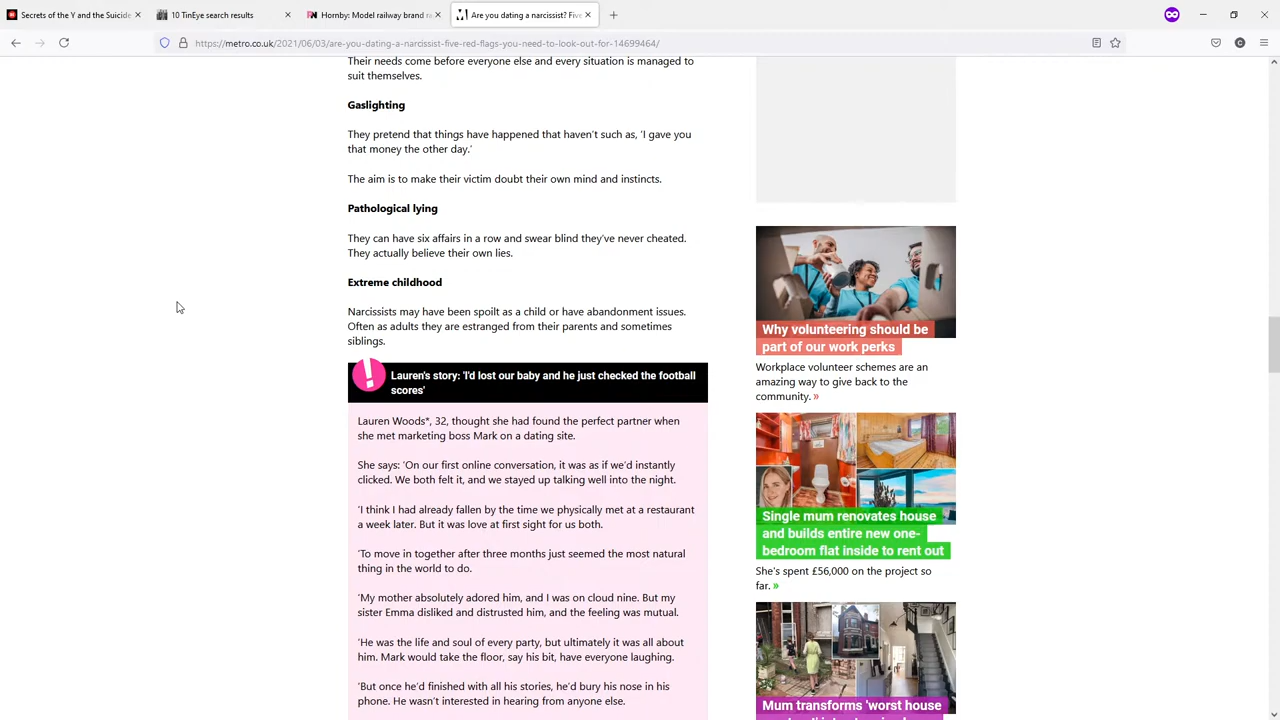 Secrets of the Y and the Suicide
10 TinEye search results
Hornby: Model railway brand ra
Are you dating a narcissist? Five
https://metro.co.uk/2021/06/03/are-you-dating-a-narcissist-five-red-flags-you-need-to-look-out-for-14699464/
Their needs come before everyone else and every situation is managed to
suit themselves.
Gaslighting
They pretend that things have happened that haven't such as, 'I gave you
that money the other day.'
The aim is to make their victim doubt their own mind and instincts.
Pathological lying
They can have six affairs in a row and swear blind they've never cheated.
They actually believe their own lies.
Extreme childhood
Narcissists may have been spoilt as a child or have abandonment issues.
Often as adults they are estranged from their parents and sometimes
siblings.
Lauren's story: 'I'd lost our baby and he just checked the football
scores'
Lauren Woods*, 32, thought she had found the perfect partner when
she met marketing boss Mark on a dating site.
She says: 'On our first online conversation, it was as if we'd instantly
clicked. We both felt it, and we stayed up talking well into the night.
'I think I had already fallen by the time we physically met at a restaurant
a week later. But it was love at first sight for us both.
'To move in together after three months just seemed the most natural
thing in the world to do.
'My mother absolutely adored him, and I was on cloud nine. But my
sister Emma disliked and distrusted him, and the feeling was mutual.
'He was the life and soul of every party, but ultimately it was all about
him. Mark would take the floor, say his bit, have everyone laughing.
'But once he'd finished with all his stories, he'd bury his nose in his
phone. He wasn't interested in hearing from anyone else.
Why volunteering should be
part of our work perks
Workplace volunteer schemes are an
amazing way to give back to the
community. »
Single mum renovates house
and builds entire new one-
bedroom flat inside to rent out
She's spent £56,000 on the project so
far. »
Mum transforms 'worst house